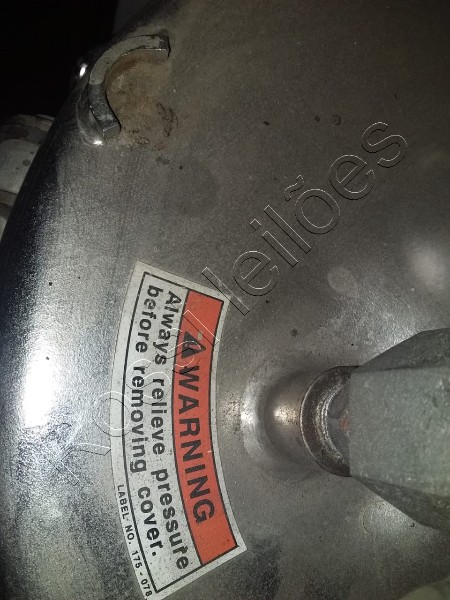 WARNING
Always relieve pressure
before removing cover.
LABEL NO. 175-078
leilões